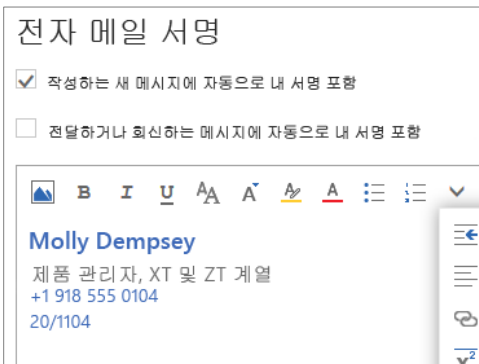 전자 메일 서명
작성하는 새 메시지에 자동으로 내 서명 포함
전달하거나 회신하는 메시지에 자동으로 내 서명 포함
B I U AA A A A
Molly Dempsey
제품 관리자, XT 및 ZT 계열
+1 918 555 0104
20/1104
x²